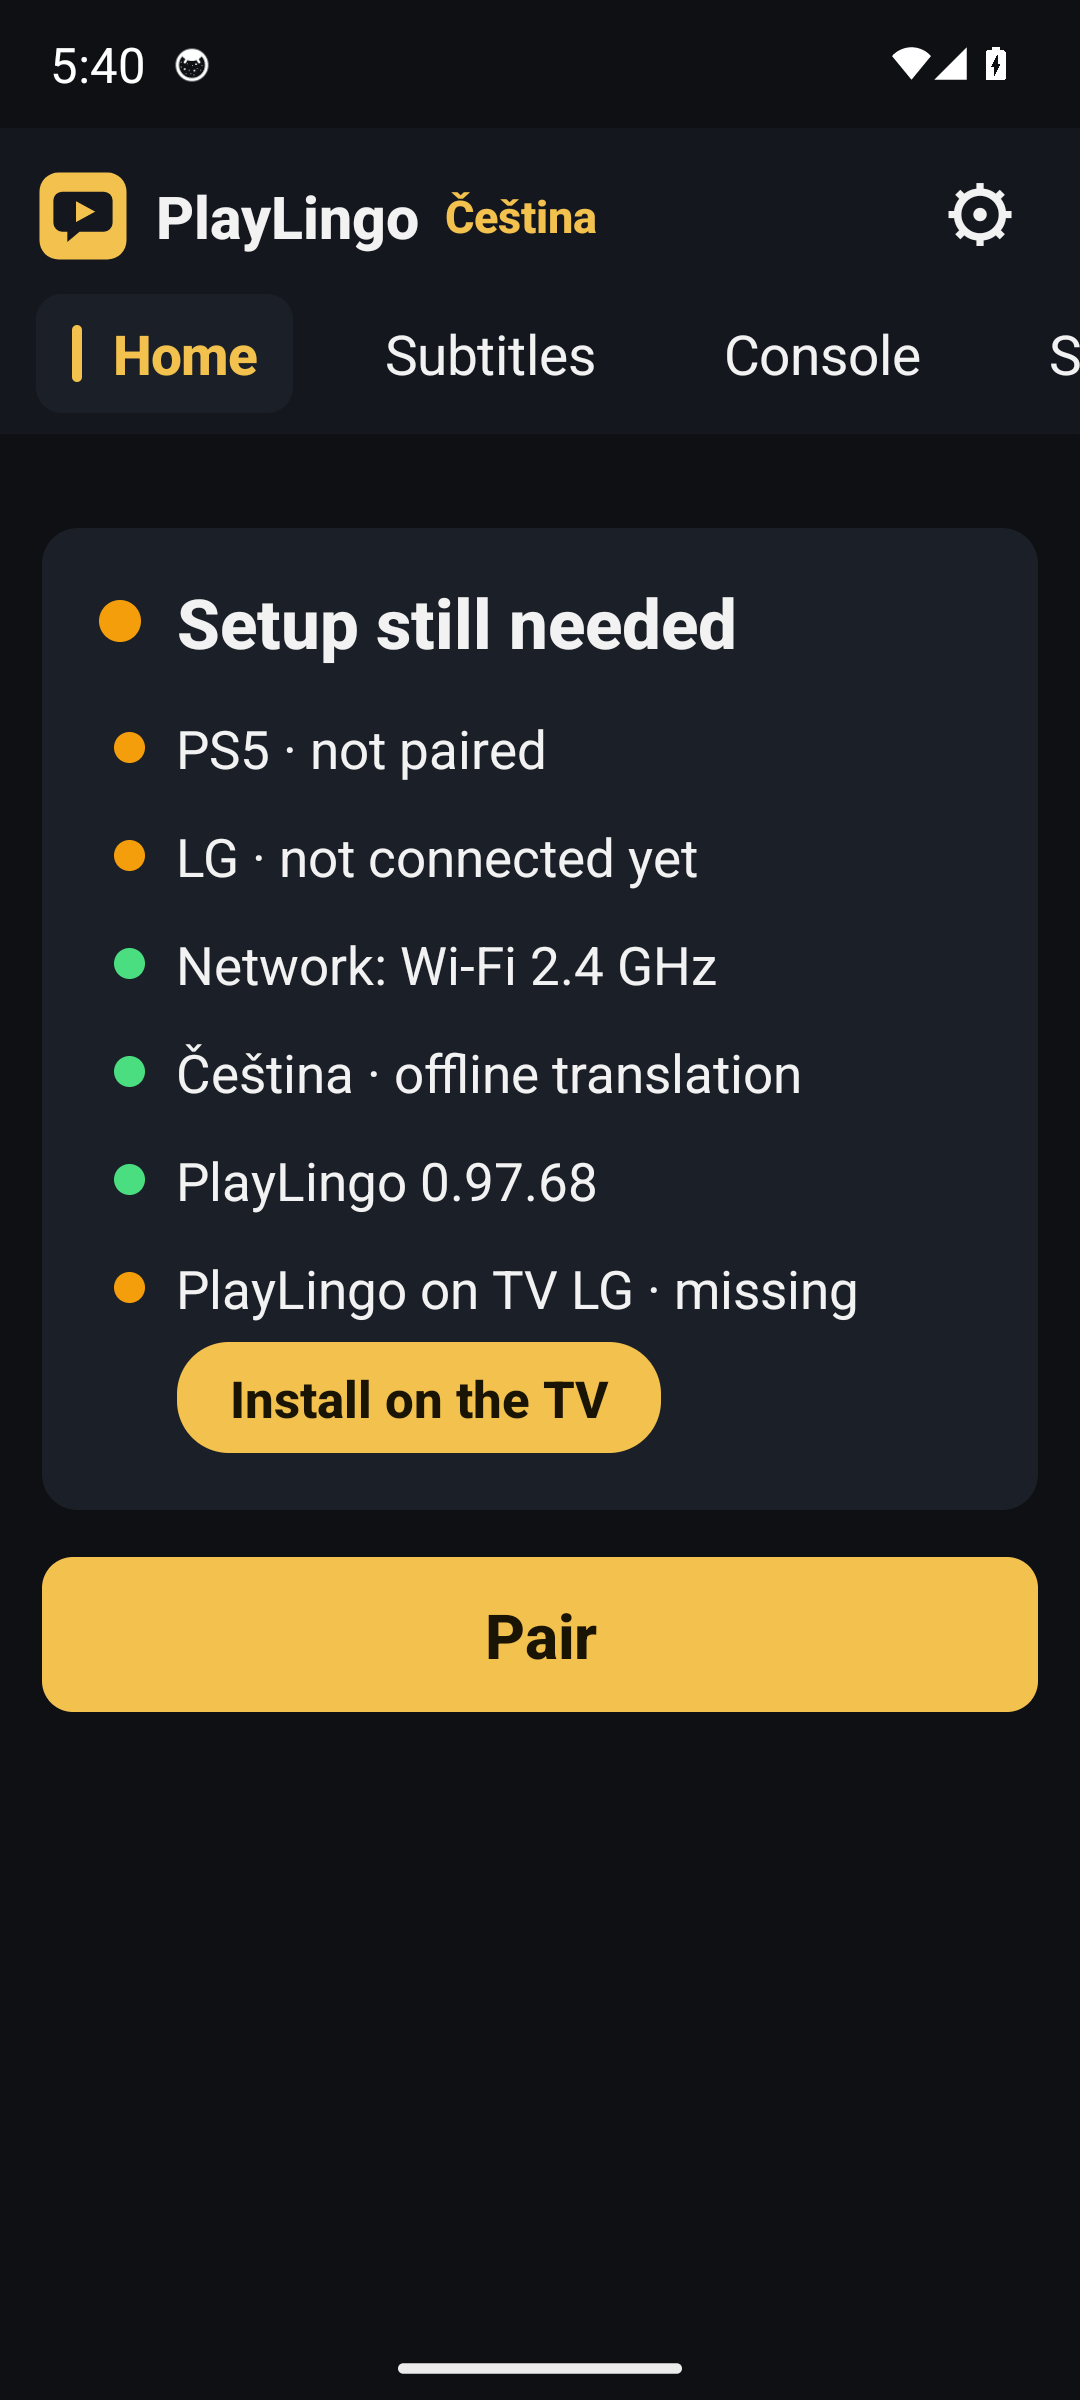 5:40
PlayLingo Čeština
Home Subtitles Console S
Setup still needed
PS5 · not paired
LG · not connected yet
Network: Wi-Fi 2.4 GHz
Čeština · offline translation
PlayLingo 0.97.68
PlayLingo on TV LG · missing
Install on the TV
Pair